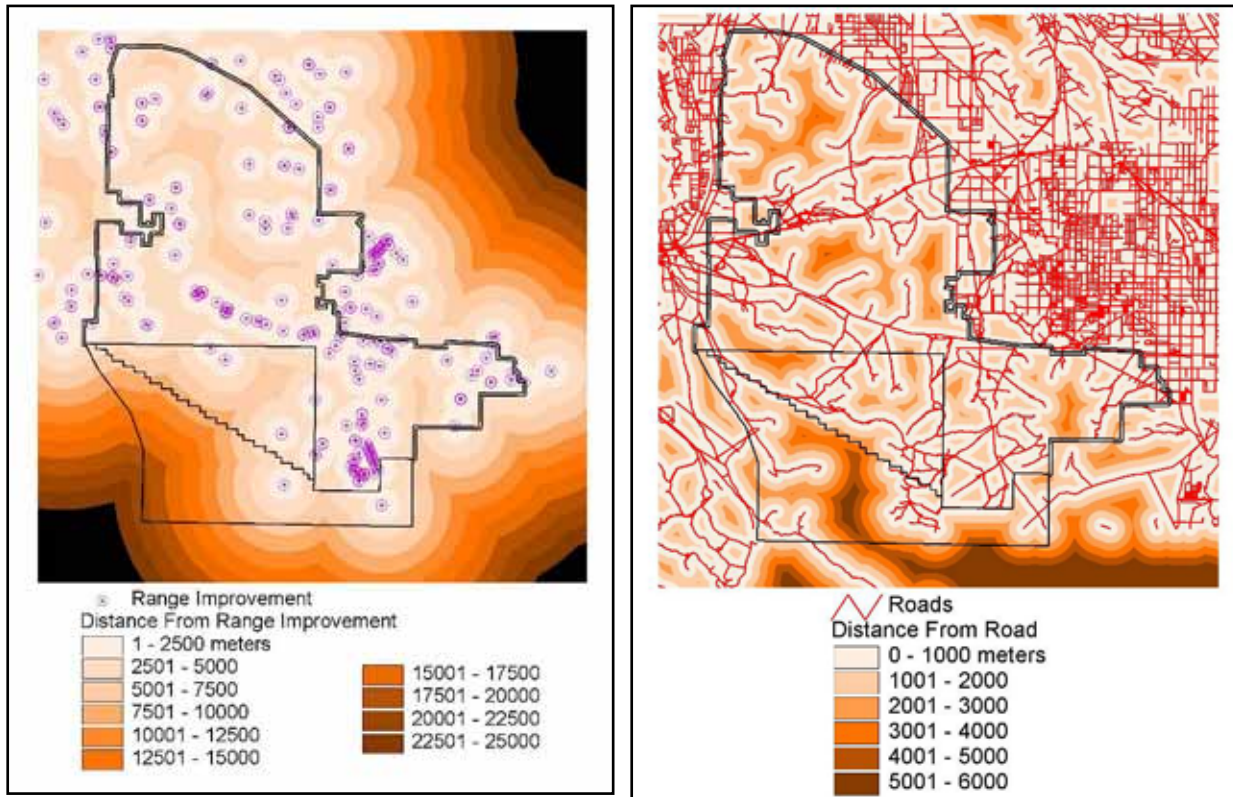 Range Improvement
Distance From Range Improvement
1 - 2500 meters
2501 - 5000
5001 - 7500
7501 - 10000
10001 - 12500
12501 - 15000
15001 - 17500
17501 - 20000
20001 - 22500
22501 - 25000
Roads
Distance From Road
0 - 1000 meters
1001 - 2000
2001 - 3000
3001 - 4000
4001 - 5000
5001 - 6000